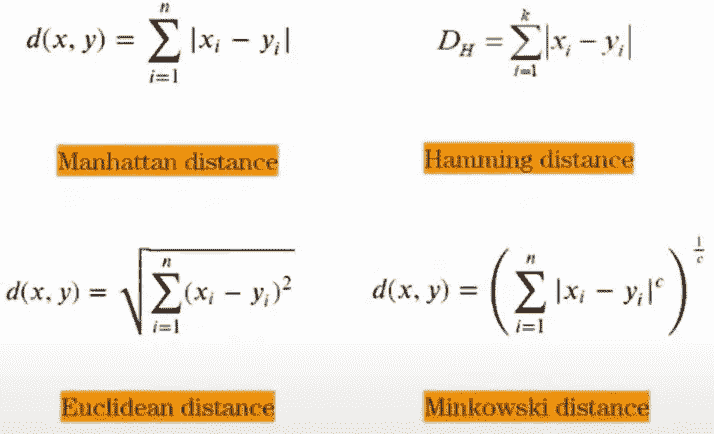 d(x, y) = \sum_{i=1}^{n} |x_i - y_i|
D_H = \sum_{i=1}^{k} |x_i - y_i|
Manhattan distance
Hamming distance
d(x, y) = \sqrt{\sum_{i=1}^{n} (x_i - y_i)^2}
d(x, y) = \left( \sum_{i=1}^{n} |x_i - y_i|^c \right)^{\frac{1}{c}}
Euclidean distance
Minkowski distance